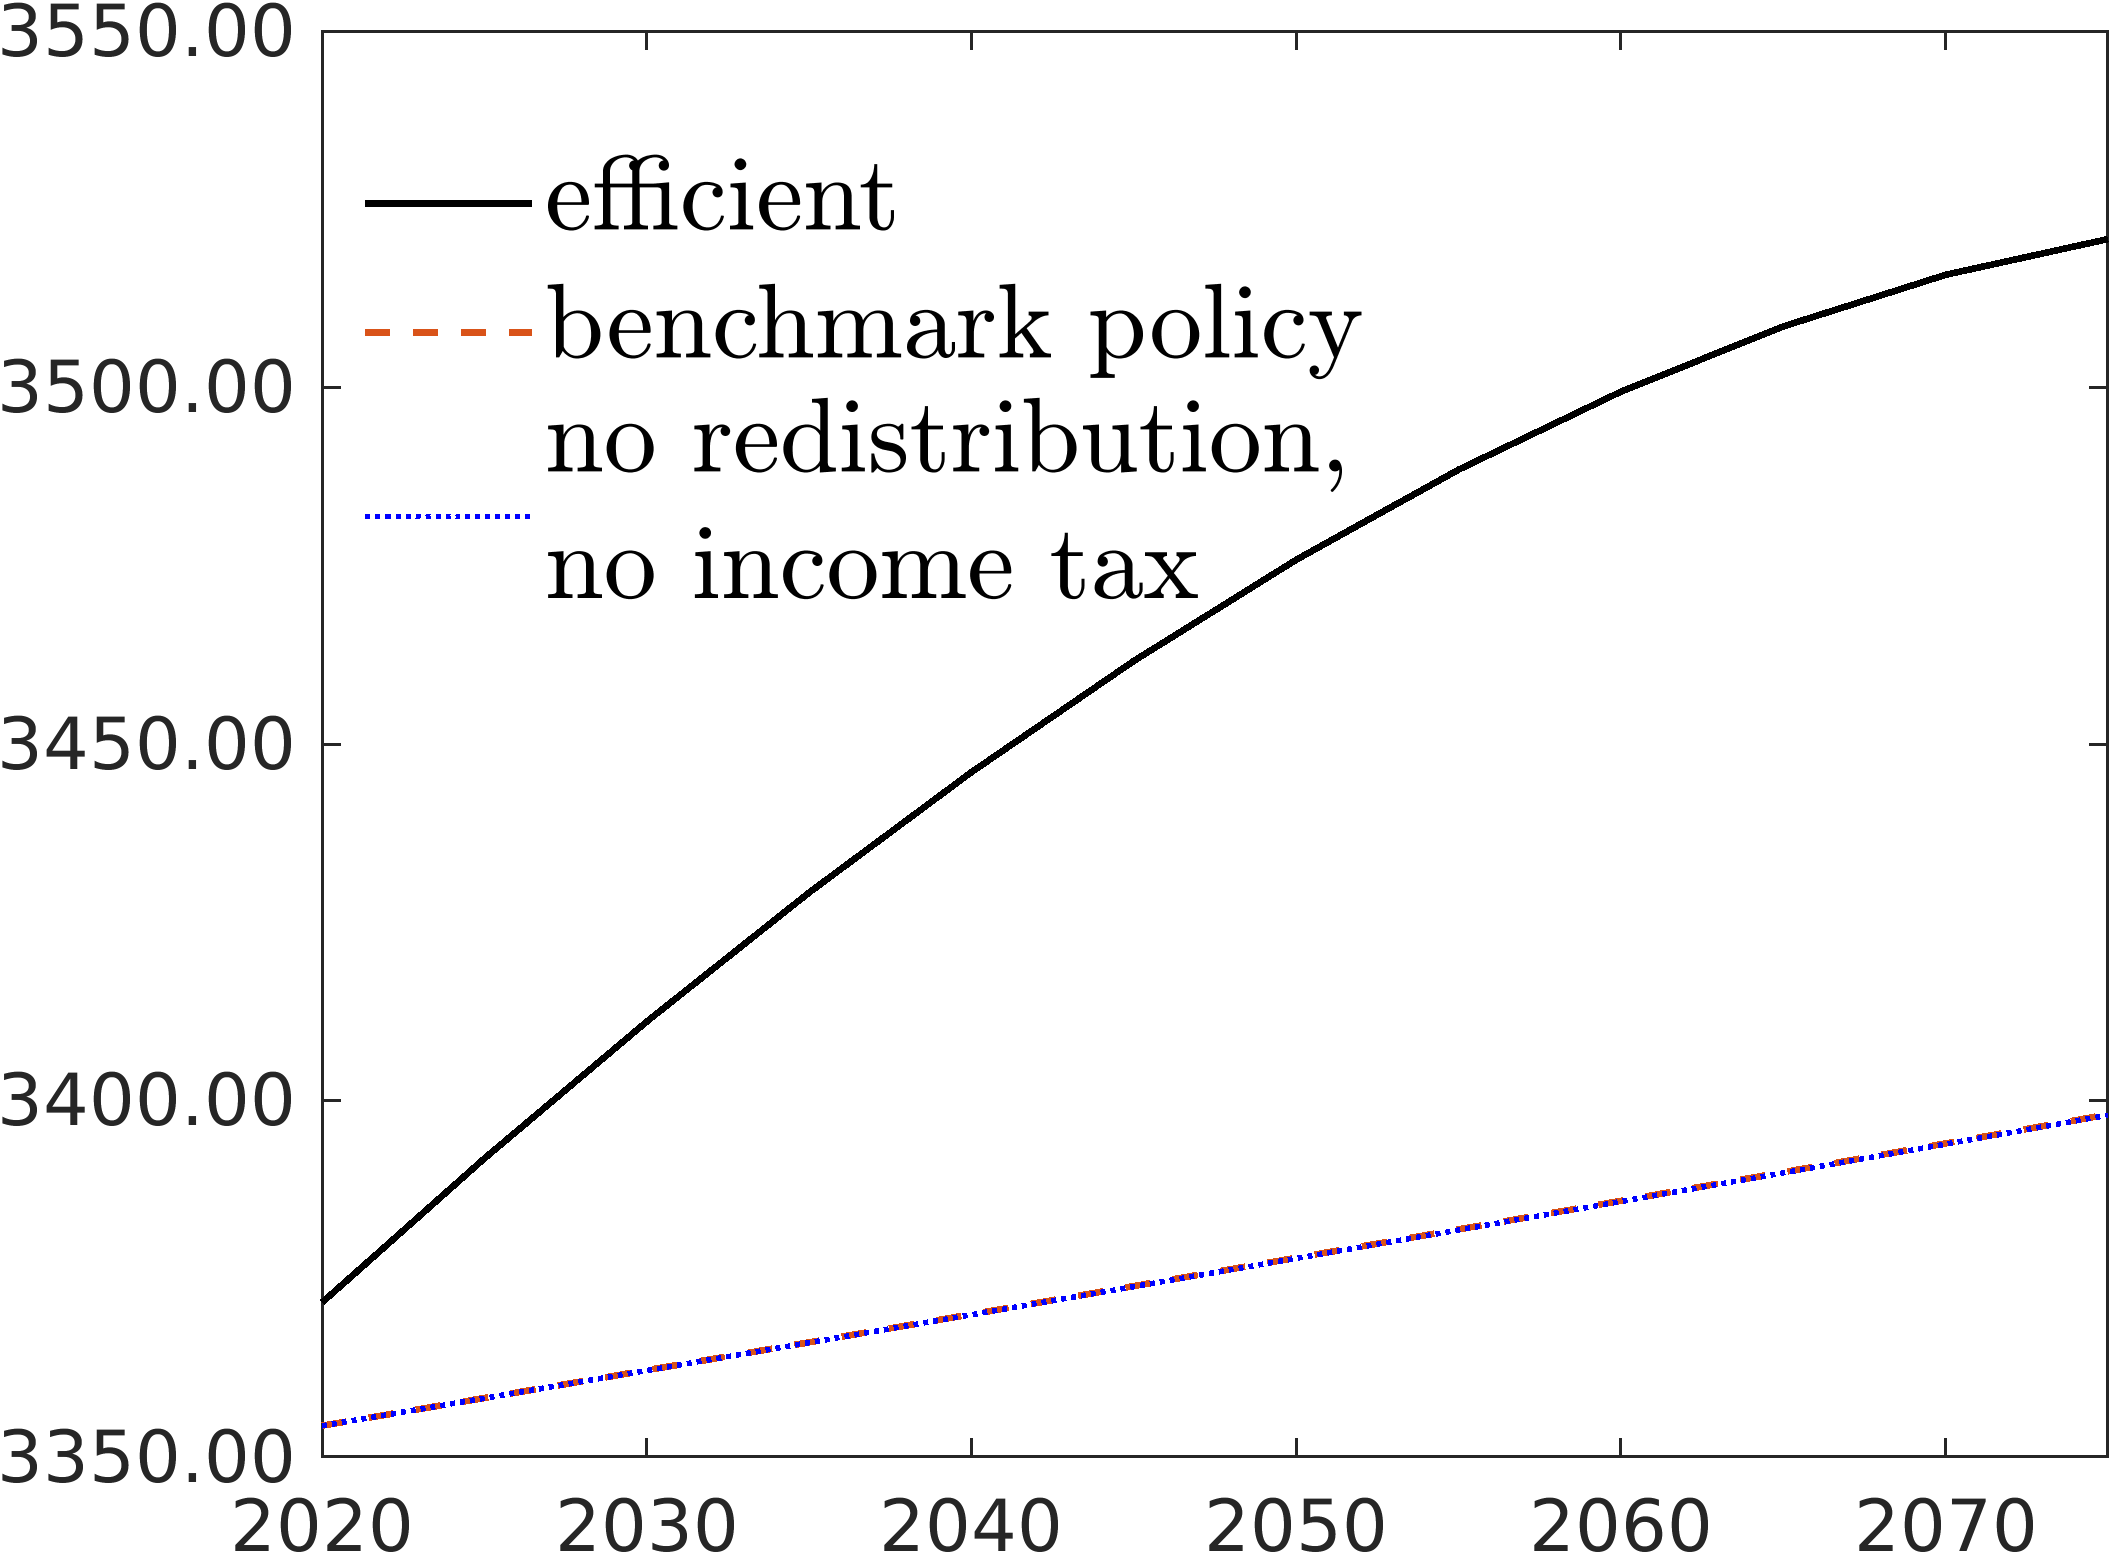 3550.00
efficient
benchmark policy
3500.00
no redistribution,
no income tax
3450.00
3400.00
3350.00
2020 2030 2040 2050 2060 2070